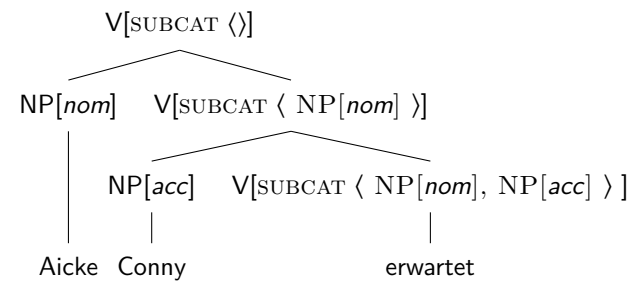 V[SUBCAT ⟨⟩]
NP[nom] V[SUBCAT ⟨ NP[nom] ⟩]
NP[acc] V[SUBCAT ⟨ NP[nom], NP[acc] ⟩ ]
Aicke Conny erwartet